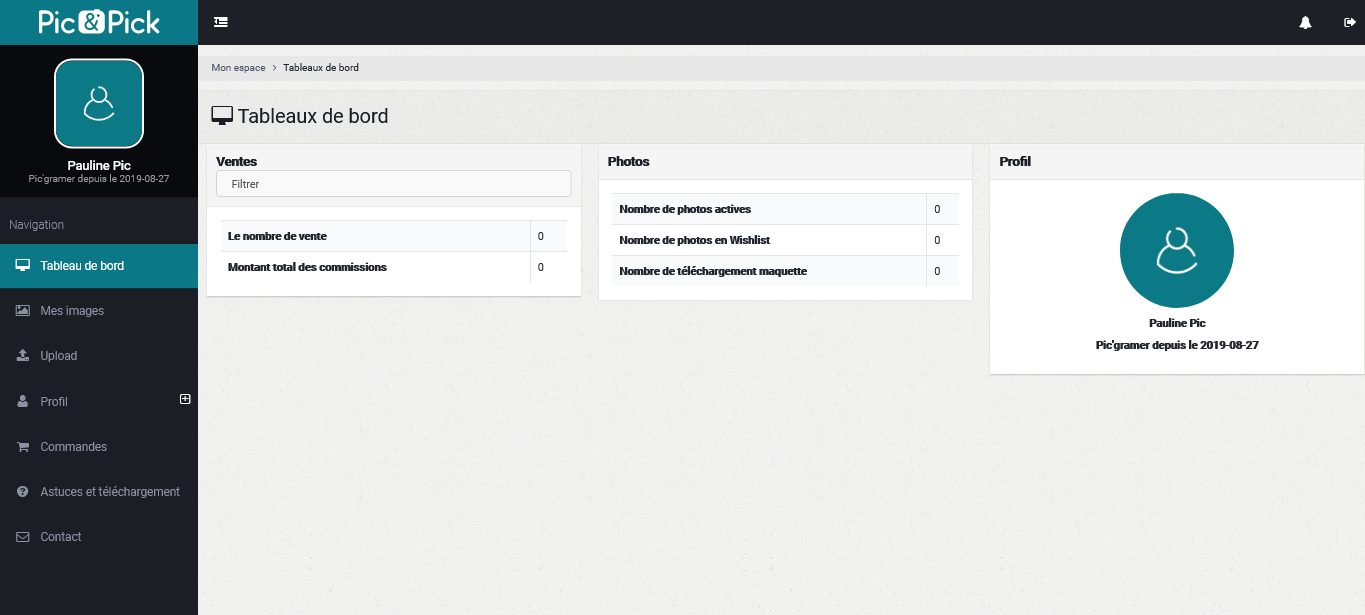 Pic&Pick
Pauline Pic
Pic'gramer depuis le 2019-08-27
Navigation
Tableau de bord
Mes images
Upload
Profil
Commandes
Astuces et téléchargement
Contact
Mon espace > Tableaux de bord
Tableaux de bord
Ventes
Filtrer
Le nombre de vente 0
Montant total des commissions 0
Photos
Nombre de photos actives 0
Nombre de photos en Wishlist 0
Nombre de téléchargement maquette 0
Profil
Pauline Pic
Pic'gramer depuis le 2019-08-27